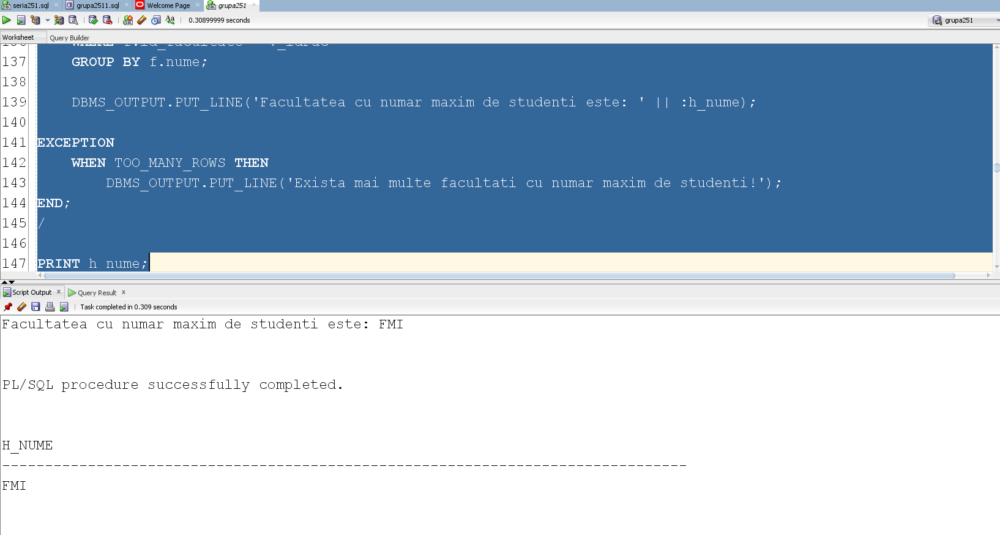 seria251.sql grupa2511.sql Welcome Page grupa251
0.30899999 seconds grupa251
Worksheet Query Builder
137 GROUP BY f.nume;
138
139 DBMS_OUTPUT.PUT_LINE('Facultatea cu numar maxim de studenti este: ' || :h_nume);
140
141 EXCEPTION
142 WHEN TOO_MANY_ROWS THEN
143 DBMS_OUTPUT.PUT_LINE('Exista mai multe facultati cu numar maxim de studenti!');
144 END;
145 /
146
147 PRINT h_nume;
Script Output x Query Result x
Task completed in 0.309 seconds
Facultatea cu numar maxim de studenti este: FMI
PL/SQL procedure successfully completed.
H_NUME
--------------------------------------------------------------------------------
FMI